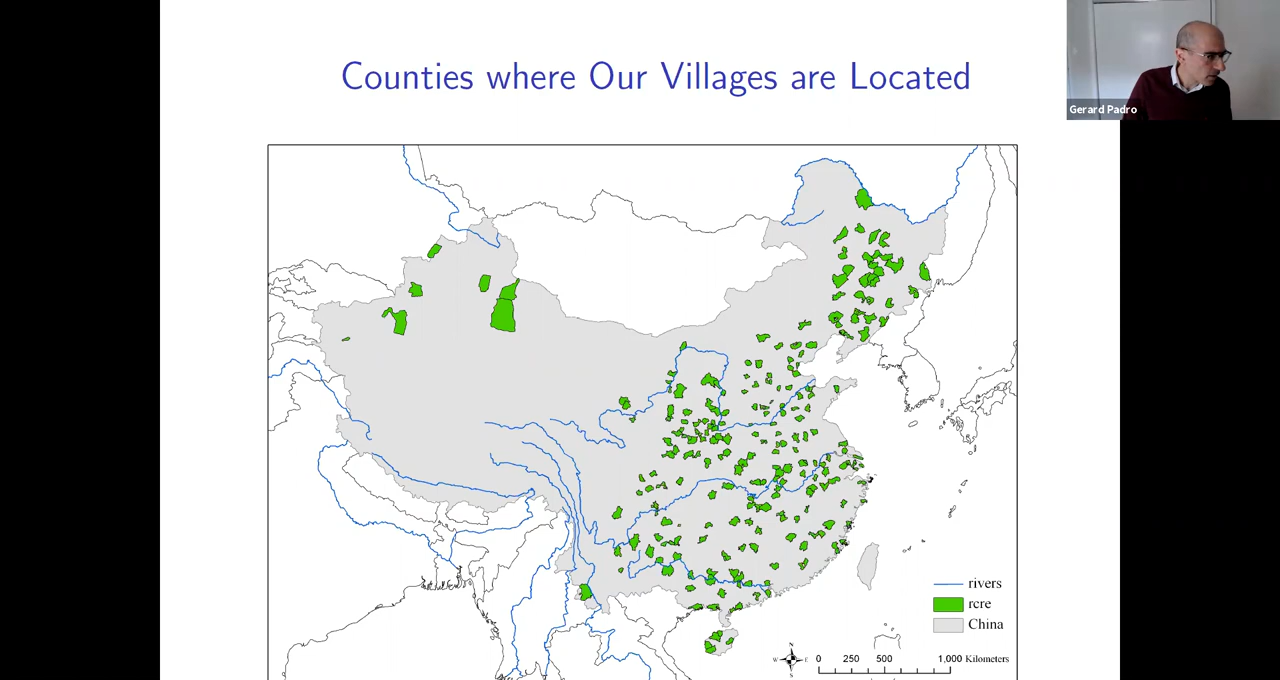 Counties where Our Villages are Located
Gerard Padro
rivers
rcre
China
N
W E
S
0 250 500 1,000 Kilometers